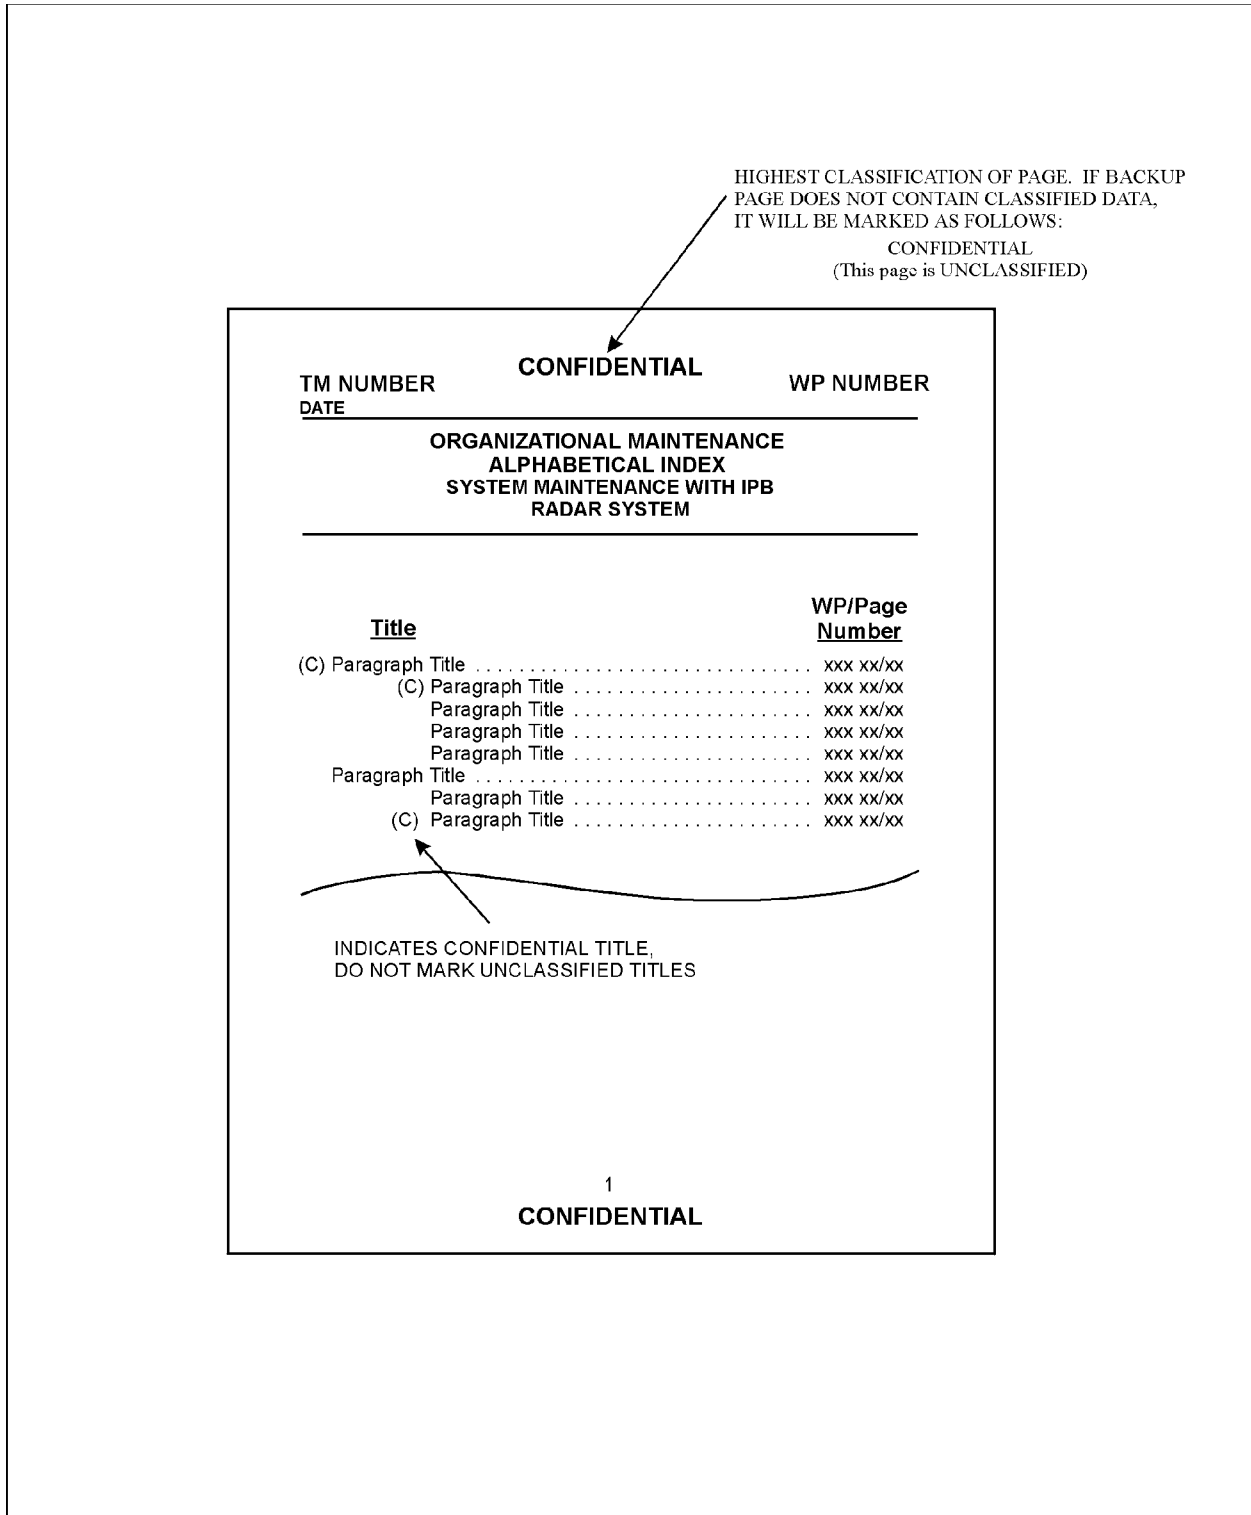 HIGHEST CLASSIFICATION OF PAGE. IF BACKUP
PAGE DOES NOT CONTAIN CLASSIFIED DATA,
IT WILL BE MARKED AS FOLLOWS:
CONFIDENTIAL
(This page is UNCLASSIFIED)
CONFIDENTIAL
TM NUMBER WP NUMBER
DATE
ORGANIZATIONAL MAINTENANCE
ALPHABETICAL INDEX
SYSTEM MAINTENANCE WITH IPB
RADAR SYSTEM
WP/Page
Title Number
(C) Paragraph Title . . . . . . . . . . . . . . . . . . . . . . . . . . . . . . . xxx xx/xx
(C) Paragraph Title . . . . . . . . . . . . . . . . . . . . . . xxx xx/xx
Paragraph Title . . . . . . . . . . . . . . . . . . . . . . xxx xx/xx
Paragraph Title . . . . . . . . . . . . . . . . . . . . . . xxx xx/xx
Paragraph Title . . . . . . . . . . . . . . . . . . . . . . xxx xx/xx
Paragraph Title . . . . . . . . . . . . . . . . . . . . . . . . . . . . . . . xxx xx/xx
Paragraph Title . . . . . . . . . . . . . . . . . . . . . . xxx xx/xx
(C) Paragraph Title . . . . . . . . . . . . . . . . . . . . . . xxx xx/xx
INDICATES CONFIDENTIAL TITLE,
DO NOT MARK UNCLASSIFIED TITLES
1
CONFIDENTIAL